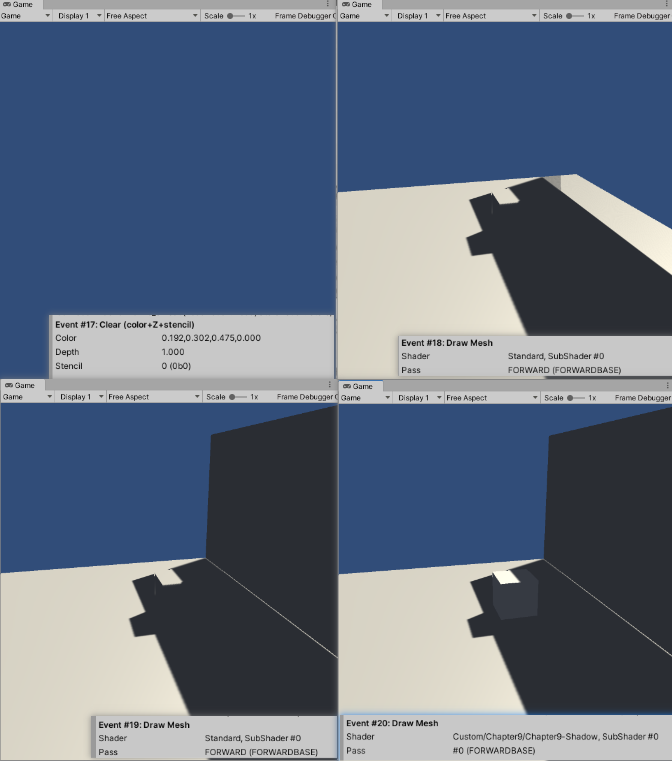 Game
Game Display 1 Free Aspect Scale 1x Frame Debugger
Event #17: Clear (color+Z+stencil)
Color 0.192,0.302,0.475,0.000
Depth 1.000
Stencil 0 (0b0)
Game
Game Display 1 Free Aspect Scale 1x Frame Debugger
Event #18: Draw Mesh
Shader Standard, SubShader #0
Pass FORWARD (FORWARDBASE)
Game
Game Display 1 Free Aspect Scale 1x Frame Debugger
Event #19: Draw Mesh
Shader Standard, SubShader #0
Pass FORWARD (FORWARDBASE)
Game
Game Display 1 Free Aspect Scale 1x Frame Debugger
Event #20: Draw Mesh
Shader Custom/Chapter9/Chapter9-Shadow, SubShader #0
Pass #0 (FORWARDBASE)